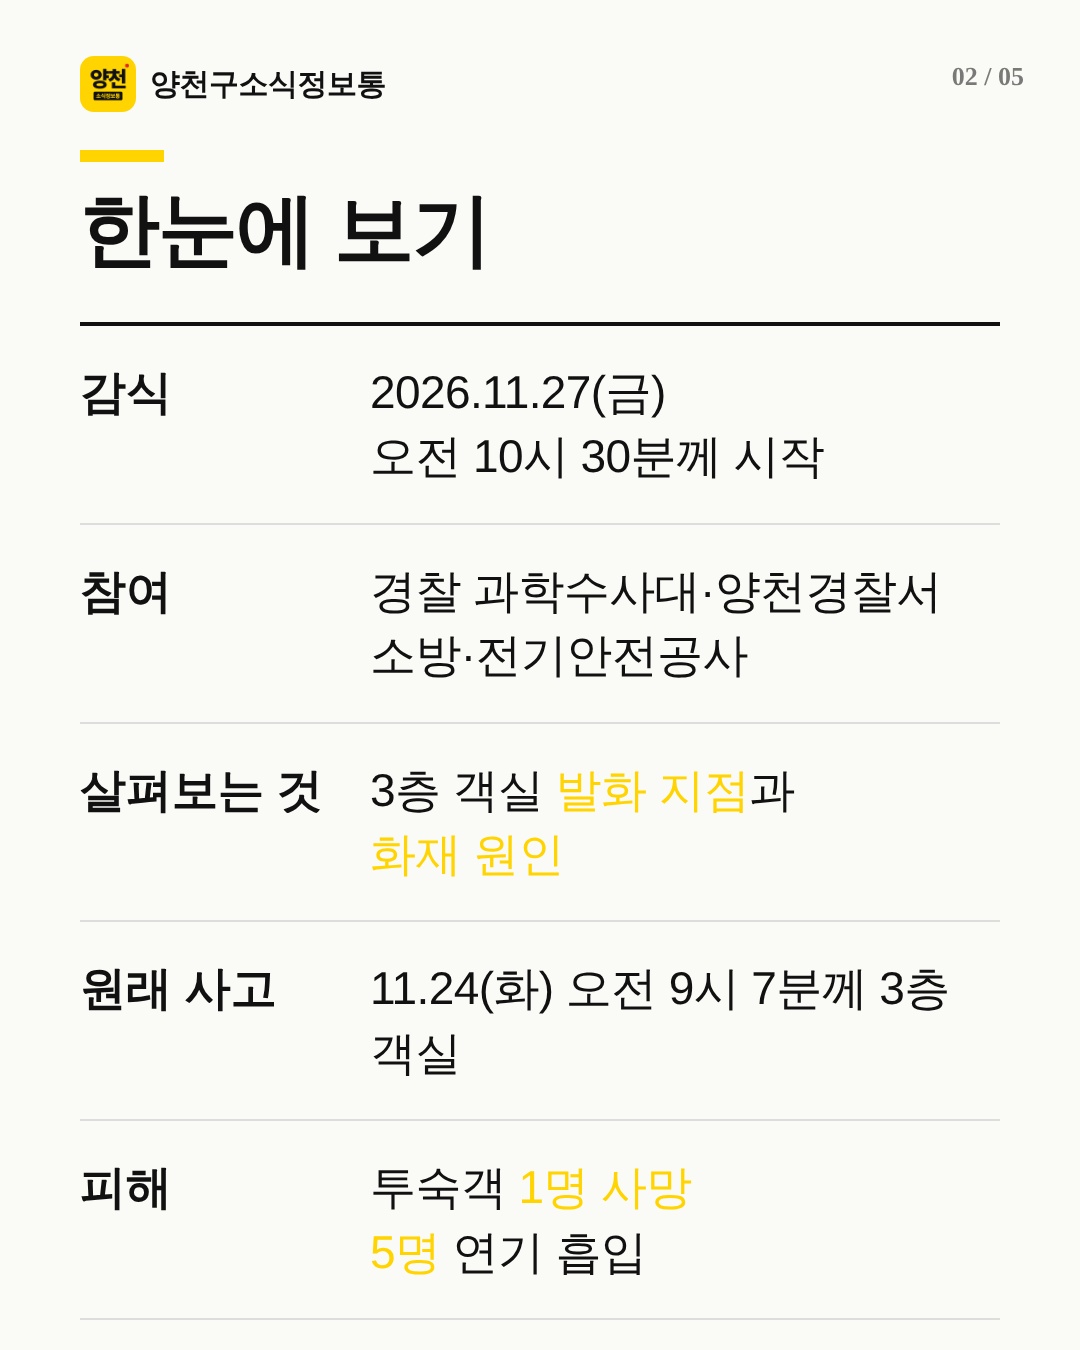 양천
소식정보통
양천구소식정보통
02 / 05
한눈에 보기
감식
2026.11.27(금)
오전 10시 30분께 시작
참여
경찰 과학수사대·양천경찰서
소방·전기안전공사
살펴보는 것
3층 객실 발화 지점과
화재 원인
원래 사고
11.24(화) 오전 9시 7분께 3층
객실
피해
투숙객 1명 사망
5명 연기 흡입